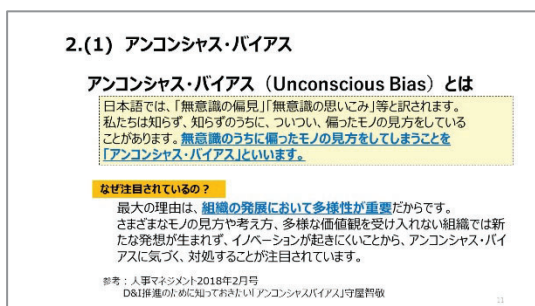 2.(1) アンコンシャス・バイアス
アンコンシャス・バイアス（Unconscious Bias）とは
日本語では、「無意識の偏見」「無意識の思いこみ」等と訳されます。
私たちは知らず、知らずのうちに、ついつい、偏ったモノの見方をしている
ことがあります。無意識のうちに偏ったモノの見方をしてしまうことを
「アンコンシャス・バイアス」といいます。
なぜ注目されているの？
最大の理由は、組織の発展において多様性が重要だからです。
さまざまなモノの見方や考え方、多様な価値観を受け入れない組織では新
たな発想が生まれず、イノベーションが起きにくいことから、アンコンシャス・バイ
アスに気づく、対処することが注目されています。
参考：人事マネジメント2018年2月号
D&I推進のために知っておきたい「アンコンシャスバイアス」守屋智敬
11